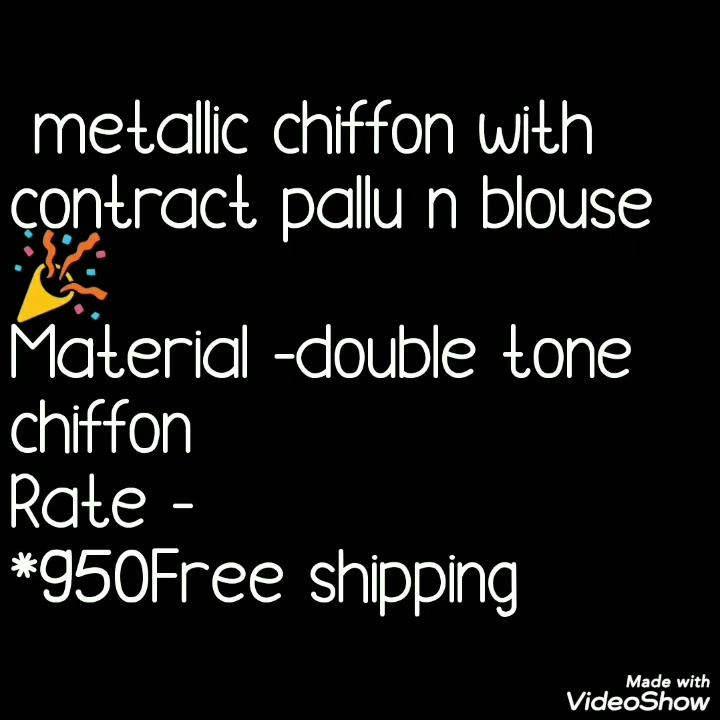 metallic chiffon with
contract pallu n blouse
🎉
Material -double tone
chiffon
Rate -
*950Free shipping
Made with
VideoShow